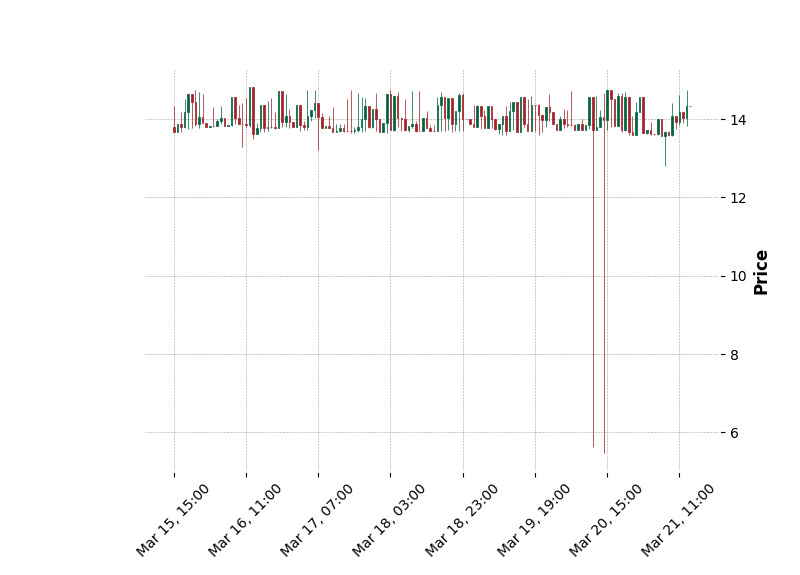 14
12
10
8
6
Price
Mar 15, 15:00
Mar 16, 11:00
Mar 17, 07:00
Mar 18, 03:00
Mar 18, 23:00
Mar 19, 19:00
Mar 20, 15:00
Mar 21, 11:00